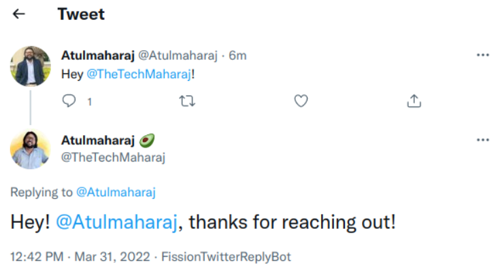 Tweet
Atulmaharaj @Atulmaharaj · 6m
Hey @TheTechMaharaj!
1
Atulmaharaj 🥑
@TheTechMaharaj
Replying to @Atulmaharaj
Hey! @Atulmaharaj, thanks for reaching out!
12:42 PM · Mar 31, 2022 · FissionTwitterReplyBot